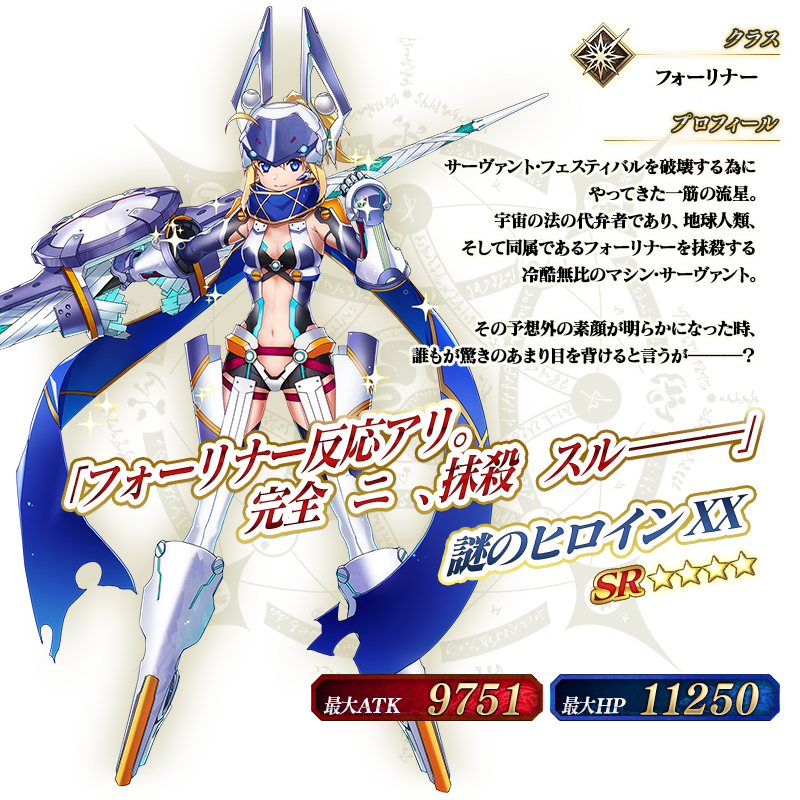 クラス
フォーリナー
プロフィール
サーヴァント・フェスティバルを破壊する為に
やってきた一筋の流星。
宇宙の法の代弁者であり、地球人類、
そして同属であるフォーリナーを抹殺する
冷酷無比のマシン・サーヴァント。
その予想外の素顔が明らかになった時、
誰もが驚きのあまり目を背けると言うが———？
「フォーリナー反応アリ。
完全 ニ 、抹殺 スル———」
謎のヒロインXX
SR
最大ATK 9751
最大HP 11250